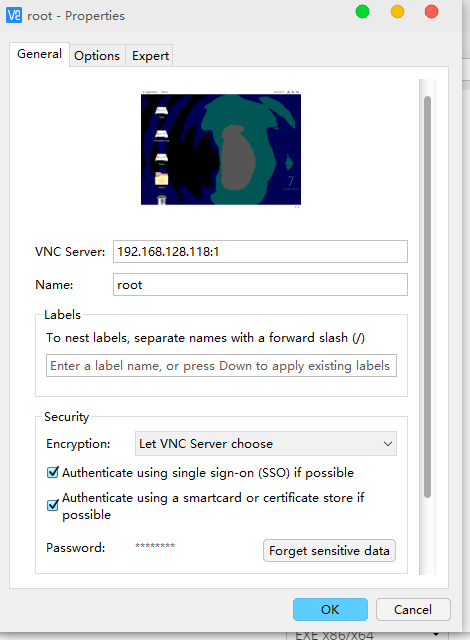 root - Properties
General Options Expert
7
VNC Server: 192.168.128.118:1
Name: root
Labels
To nest labels, separate names with a forward slash (/)
Enter a label name, or press Down to apply existing labels
Security
Encryption: Let VNC Server choose
Authenticate using single sign-on (SSO) if possible
Authenticate using a smartcard or certificate store if
possible
Password: ********
Forget sensitive data
OK Cancel
EXE x86/x64